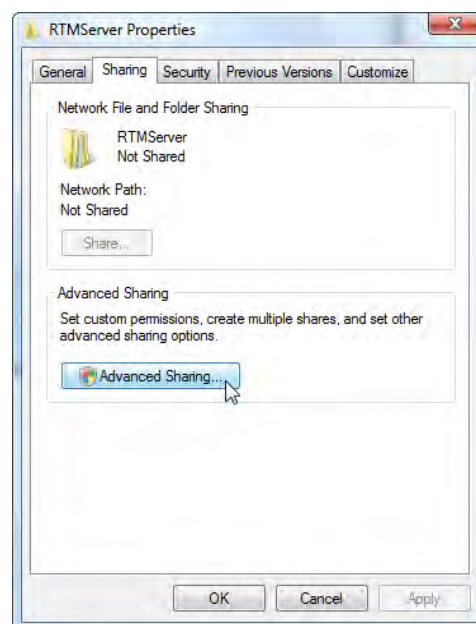 RTMServer Properties
General Sharing Security Previous Versions Customize
Network File and Folder Sharing
RTMServer
Not Shared
Network Path:
Not Shared
Share...
Advanced Sharing
Set custom permissions, create multiple shares, and set other
advanced sharing options.
Advanced Sharing...
OK Cancel Apply